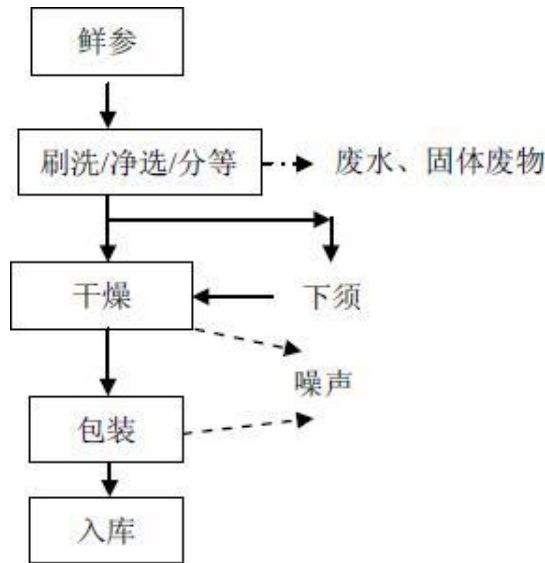 鲜参
刷洗/净选/分等
废水、固体废物
干燥
下须
噪声
包装
入库